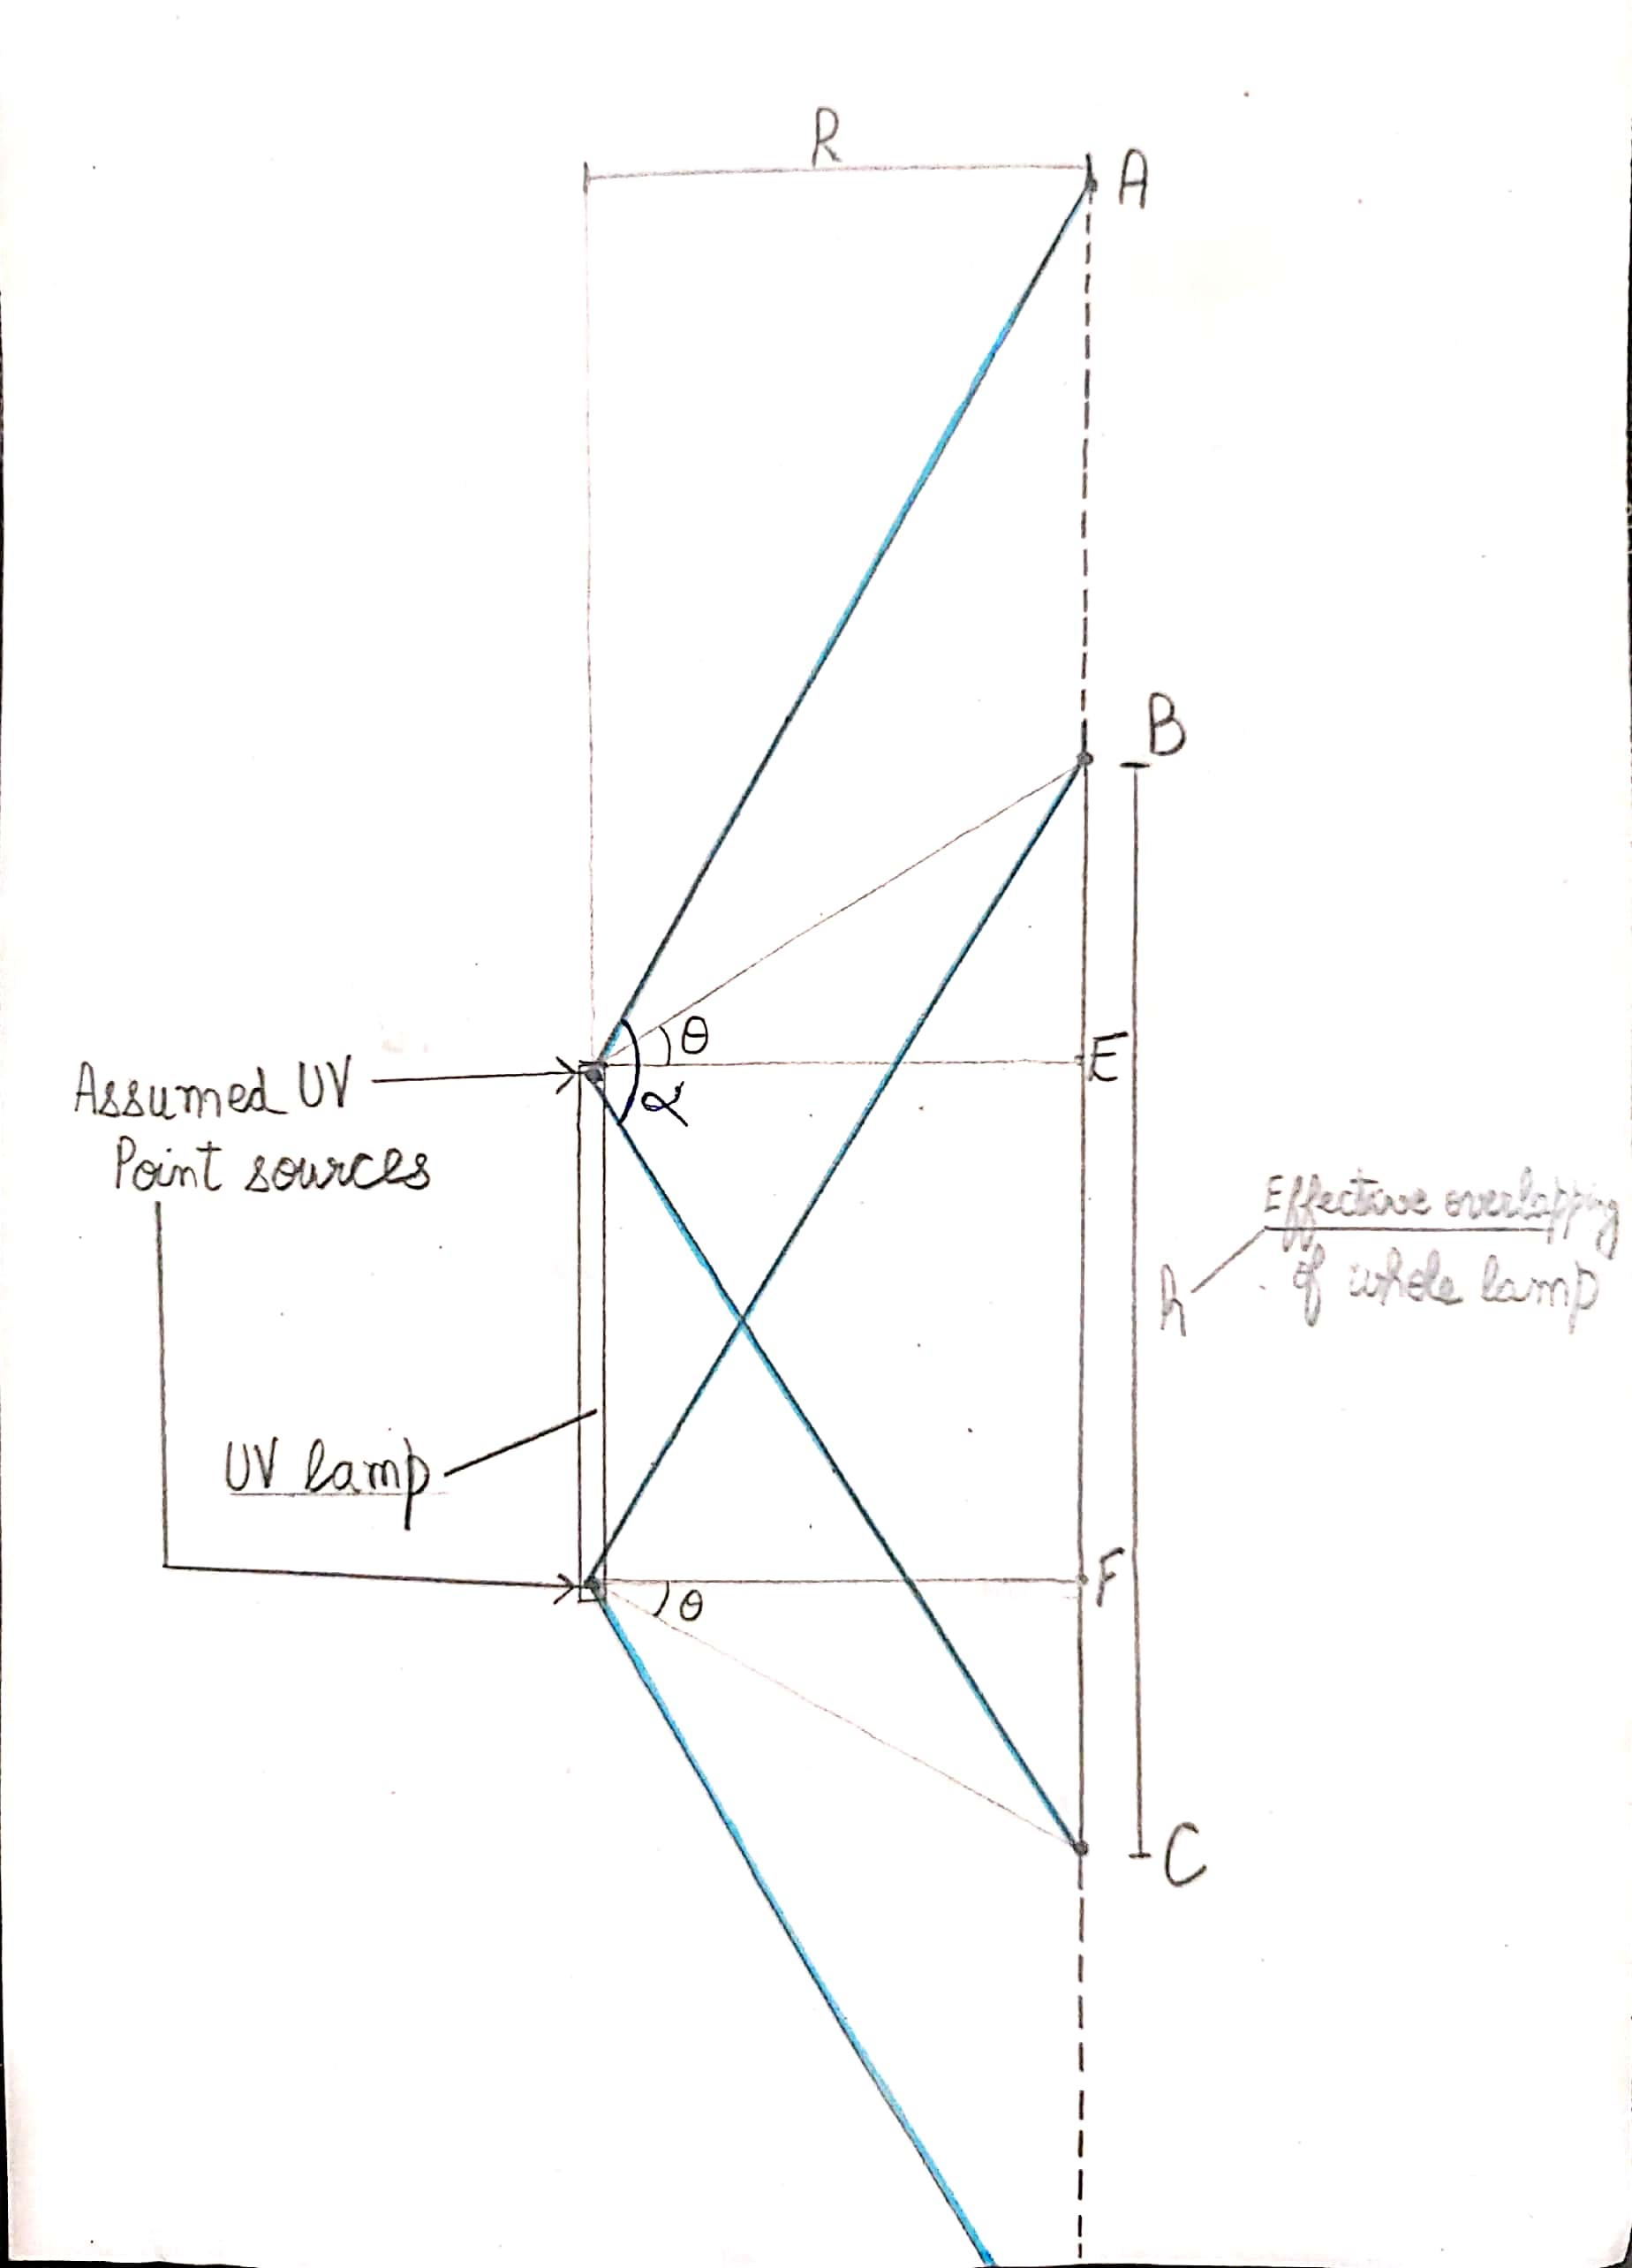 R
A
B
θ
E
α
Assumed UV
Point sources
Effective overlapping
of whole lamp
h
UV lamp
F
θ
C